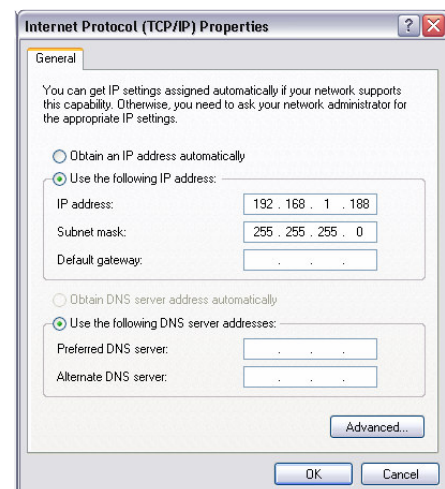 Internet Protocol (TCP/IP) Properties
General
You can get IP settings assigned automatically if your network supports
this capability. Otherwise, you need to ask your network administrator for
the appropriate IP settings.
Obtain an IP address automatically
Use the following IP address:
IP address: 192 . 168 . 1 . 188
Subnet mask: 255 . 255 . 255 . 0
Default gateway: . . .
Obtain DNS server address automatically
Use the following DNS server addresses:
Preferred DNS server: . . .
Alternate DNS server: . . .
Advanced...
OK Cancel